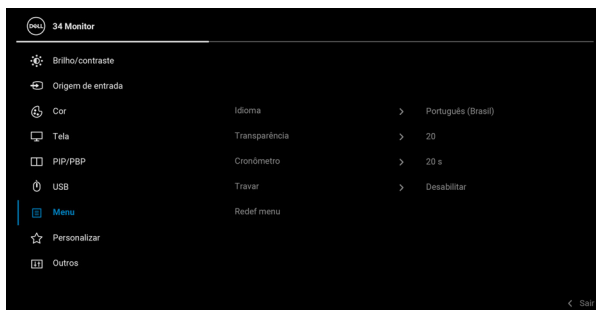 DELL 34 Monitor
Brilho/contraste
Origem de entrada
Cor Idioma Português (Brasil)
Tela Transparência 20
PIP/PBP Cronômetro 20 s
USB Travar Desabilitar
Menu Redef menu
Personalizar
Outros
Sair